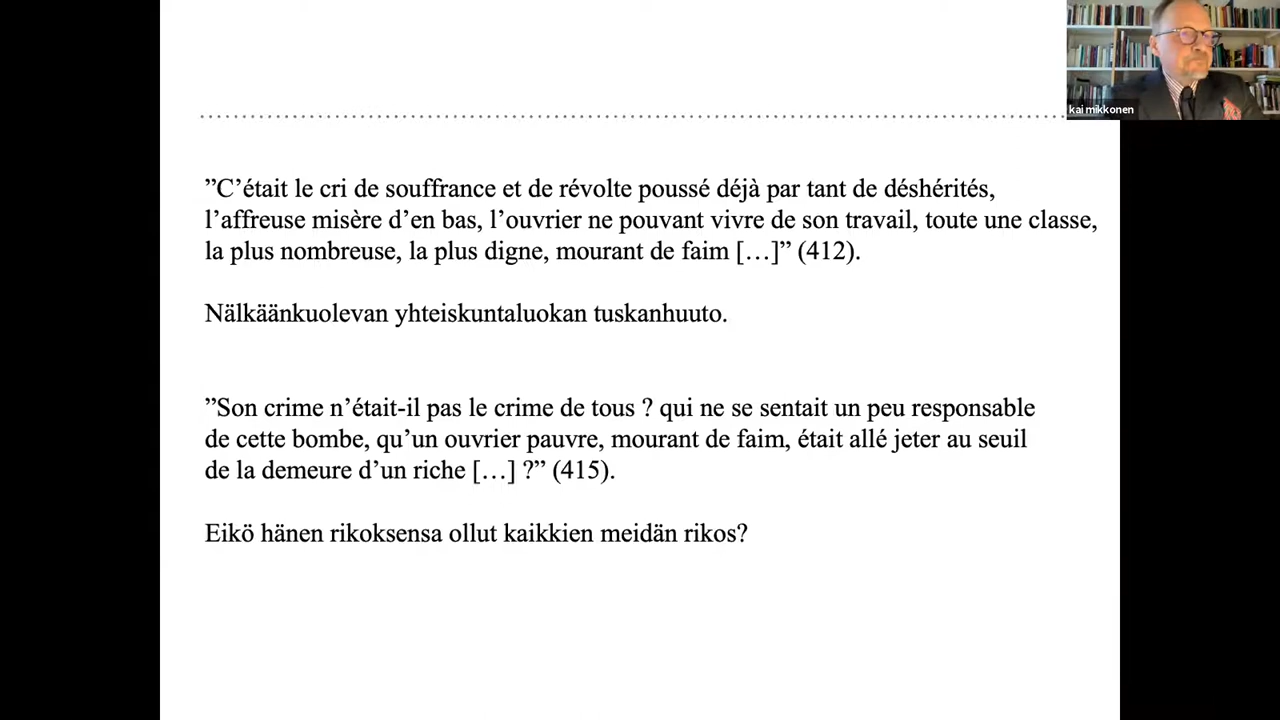 kai mikkonen
”C’était le cri de souffrance et de révolte poussé déjà par tant de déshérités,
l’affreuse misère d’en bas, l’ouvrier ne pouvant vivre de son travail, toute une classe,
la plus nombreuse, la plus digne, mourant de faim […]” (412).
Nälkäänkuolevan yhteiskuntaluokan tuskanhuuto.
”Son crime n’était-il pas le crime de tous ? qui ne se sentait un peu responsable
de cette bombe, qu’un ouvrier pauvre, mourant de faim, était allé jeter au seuil
de la demeure d’un riche […] ?” (415).
Eikö hänen rikoksensa ollut kaikkien meidän rikos?